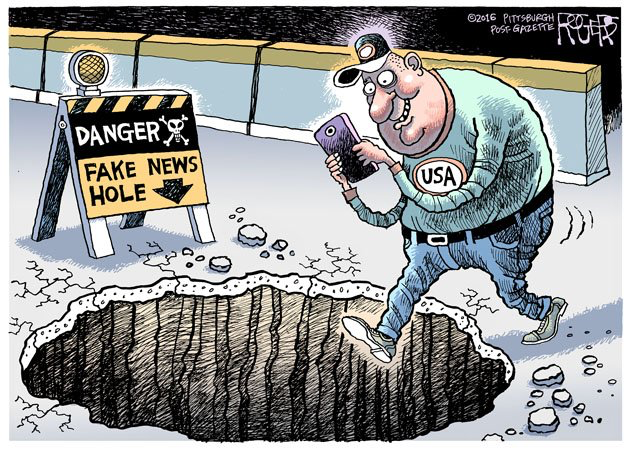 ©2016 PITTSBURGH
POST-GAZETTE
ROGERS
DANGER
FAKE NEWS
HOLE
USA